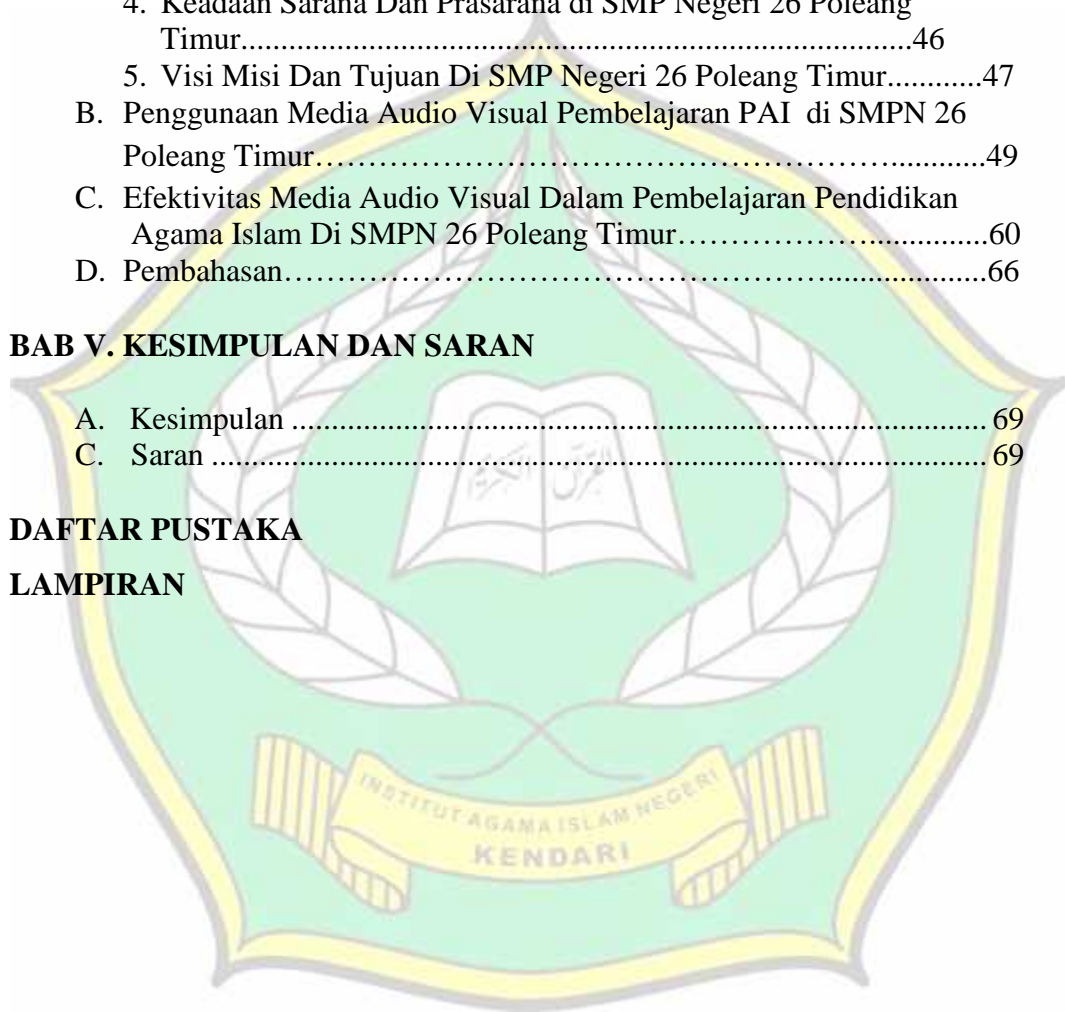 4. Keadaan Sarana Dan Prasarana di SMP Negeri 26 Poleang
Timur....................................................................................46
5. Visi Misi Dan Tujuan Di SMP Negeri 26 Poleang Timur............47
B. Penggunaan Media Audio Visual Pembelajaran PAI di SMPN 26
Poleang Timur………………………………………………............49
C. Efektivitas Media Audio Visual Dalam Pembelajaran Pendidikan
Agama Islam Di SMPN 26 Poleang Timur………………...............60
D. Pembahasan…………………………………………….....................66
BAB V. KESIMPULAN DAN SARAN
A. Kesimpulan ........................................................................................ 69
C. Saran .................................................................................................. 69
DAFTAR PUSTAKA
LAMPIRAN
INSTITUT AGAMA ISLAM NEGERI
KENDARI